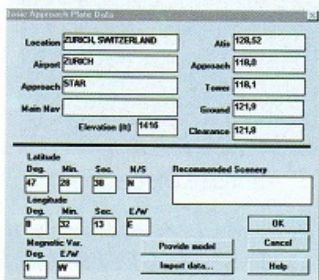 Basic Approach Plate Data
Location ZURICH, SWITZERLAND Atis 128,52
Airport ZURICH Approach 118,0
Approach STAR Tower 118,1
Main Nav Ground 121,9
Elevation (ft) 1416 Clearance 121,8
Latitude
Deg. Min. Sec. N/S Recommended Scenery
47 28 N
Longitude
Deg. Min. Sec. E/W
8 32 13 E OK
Magnetic Var. Provide model Cancel
Deg. E/W
1 W Import data... Help